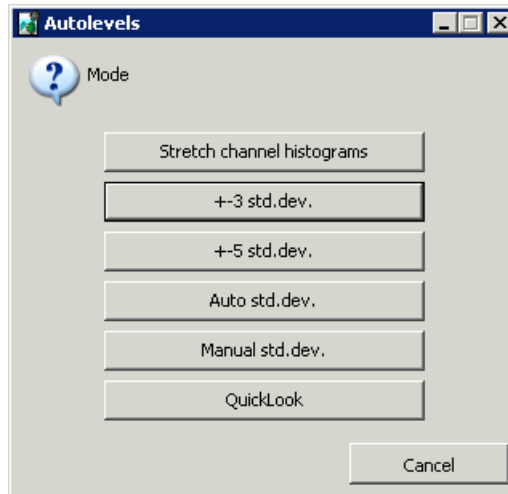 Autolevels
Mode
Stretch channel histograms
+-3 std.dev.
+-5 std.dev.
Auto std.dev.
Manual std.dev.
QuickLook
Cancel